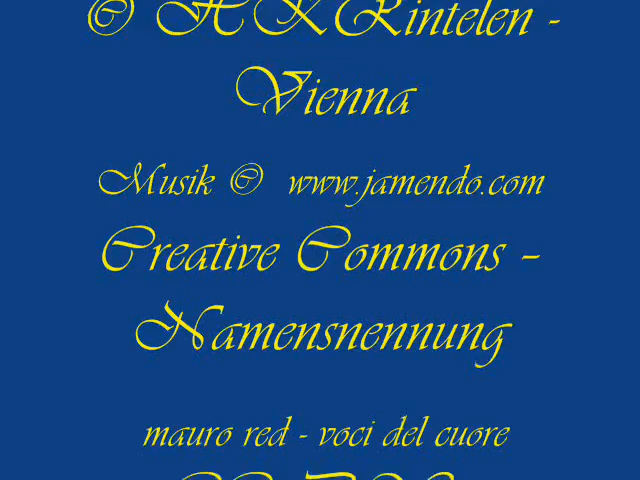 © HKRintelen -
Vienna
Musik © www.jamendo.com
Creative Commons –
Namensnennung
mauro red - voci del cuore